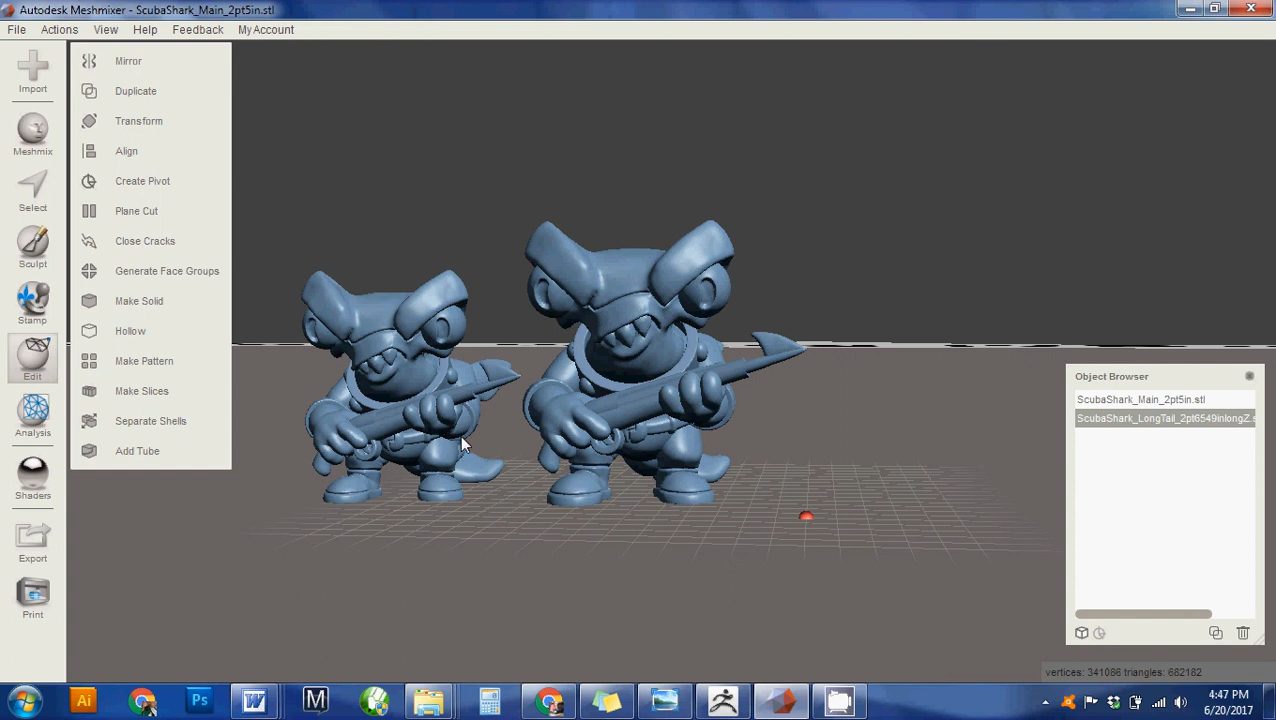 Autodesk Meshmixer - ScubaShark_Main_2pt5in.stl
File Actions View Help Feedback My Account
Import
Meshmix
Select
Sculpt
Stamp
Edit
Analysis
Shaders
Export
Print
Mirror
Duplicate
Transform
Align
Create Pivot
Plane Cut
Close Cracks
Generate Face Groups
Make Solid
Hollow
Make Pattern
Make Slices
Separate Shells
Add Tube
Object Browser
ScubaShark_Main_2pt5in.stl
ScubaShark_LongTail_2pt6549inlongZ.s
vertices: 341086 triangles: 682182
Ai
Ps
W
M
4:47 PM
6/20/2017